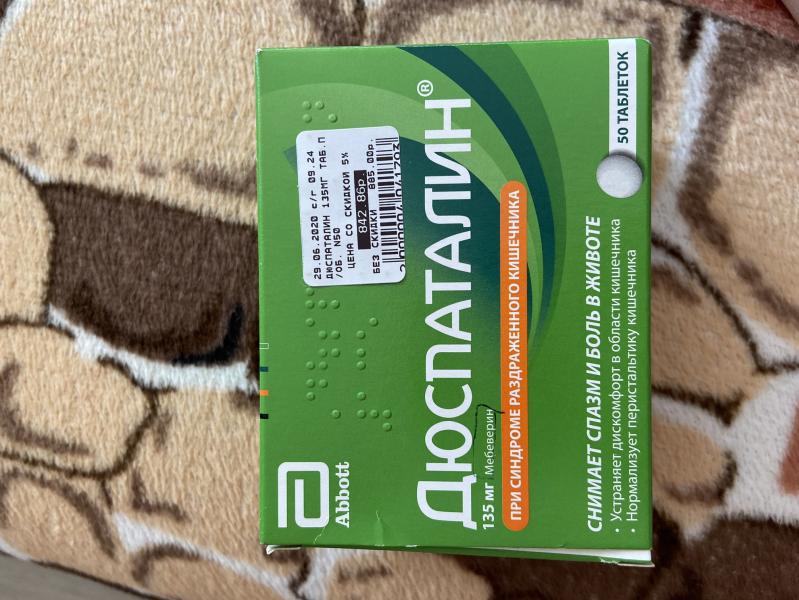 Abbott
29.06.2020 с/г 09.24
ДЮСПАТАЛИН 135МГ ТАБ.П
/ОБ. N50
ЦЕНА СО СКИДКОЙ 5%
842.86р.
БЕЗ СКИДКИ 885.00р.
ДЮСПАТАЛИН®
135 мг Мебеверин
ПРИ СИНДРОМЕ РАЗДРАЖЕННОГО КИШЕЧНИКА
СНИМАЕТ СПАЗМ И БОЛЬ В ЖИВОТЕ
• Устраняет дискомфорт в области кишечника
• Нормализует перистальтику кишечника
50 ТАБЛЕТОК